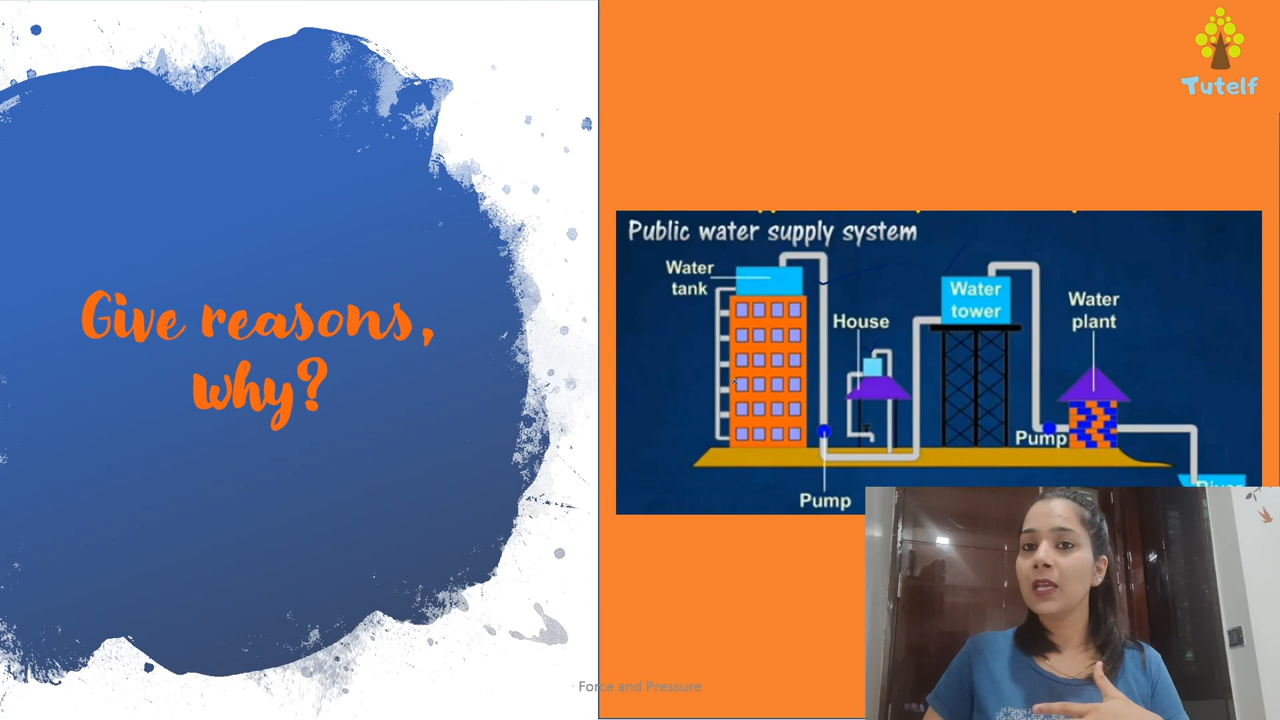 Give reasons,
why?
Tutelf
Public water supply system
Water
tank
House
Water
tower
Water
plant
Pump
Pump
River
Force and Pressure